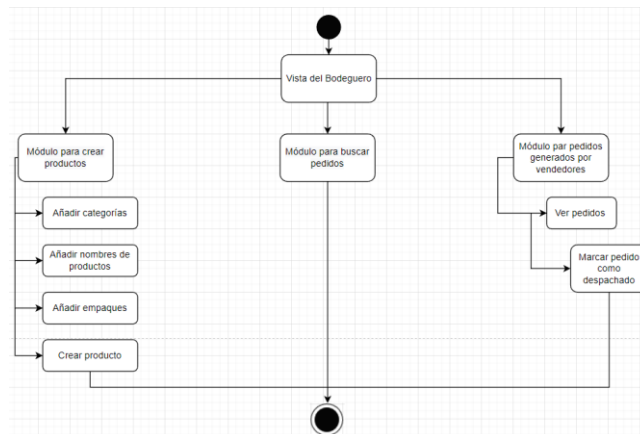 Vista del Bodeguero
Módulo para crear
productos
Módulo para buscar
pedidos
Módulo par pedidos
generados por
vendedores
Añadir categorías
Ver pedidos
Añadir nombres de
productos
Marcar pedido
como
despachado
Añadir empaques
Crear producto